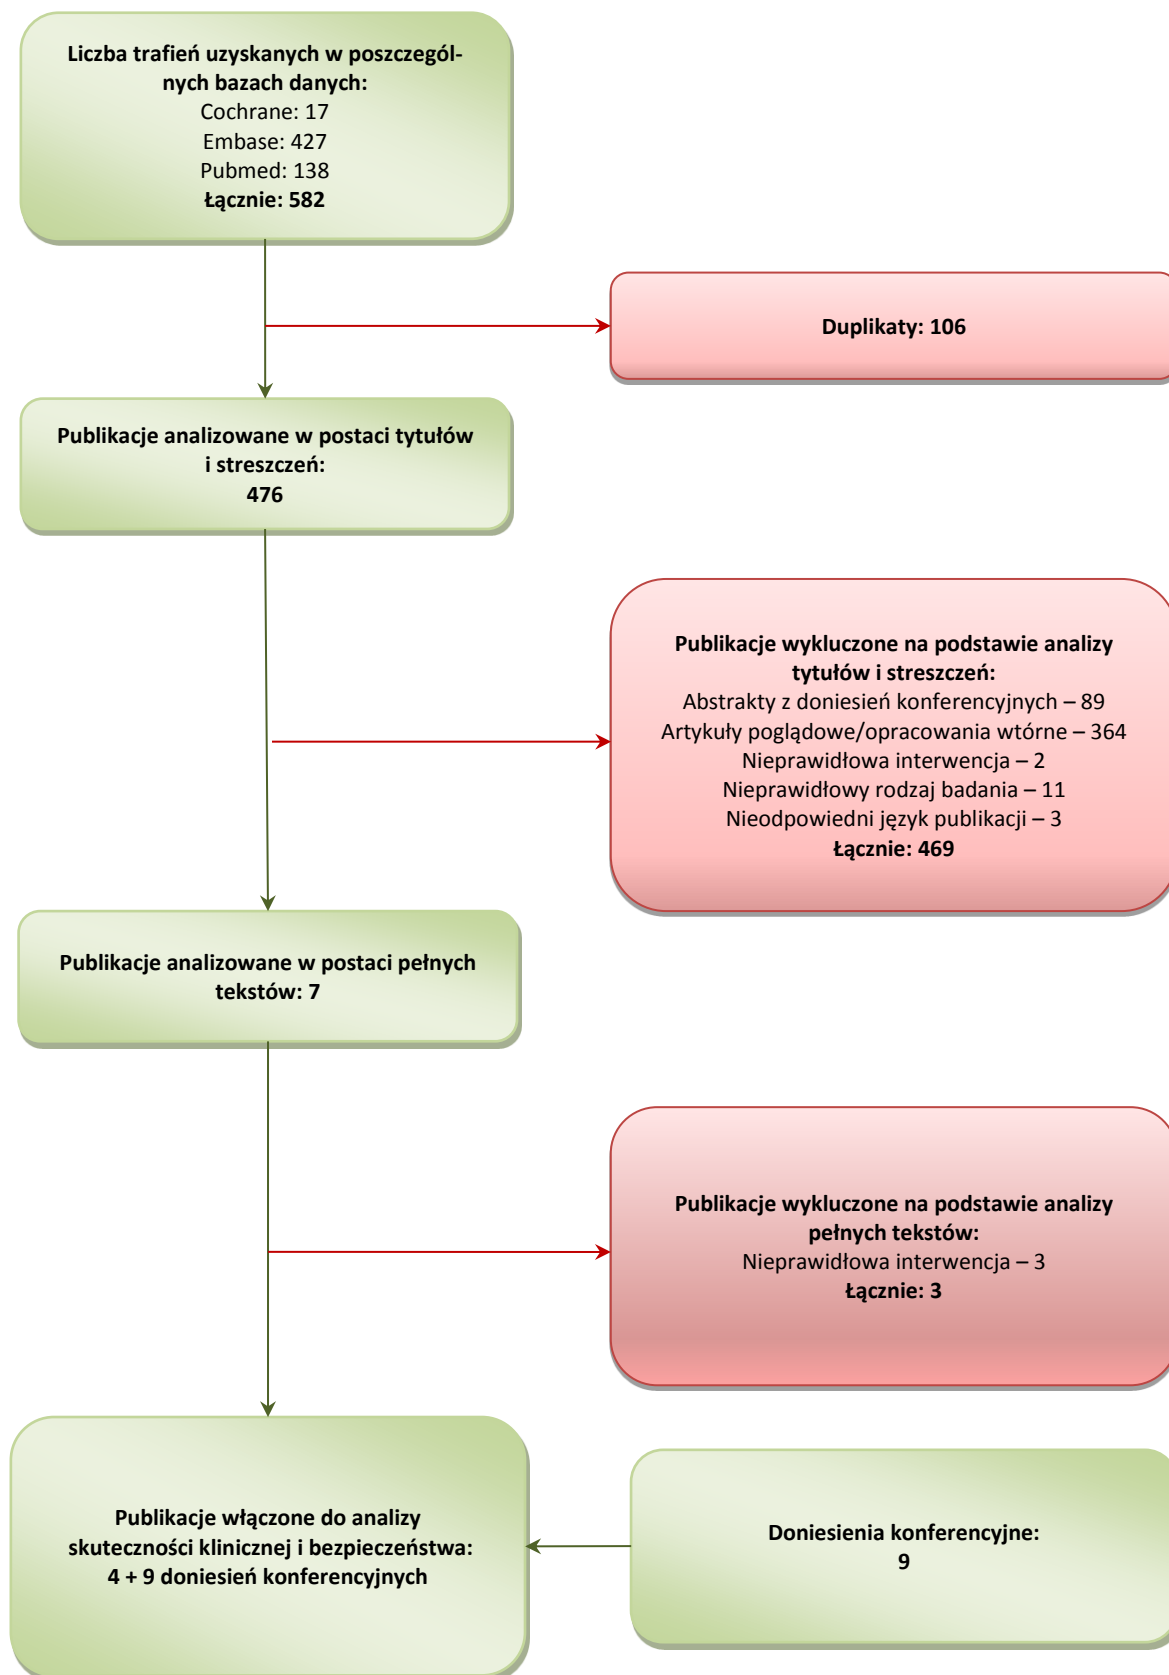 Liczba trafień uzyskanych w poszczegól-
nych bazach danych:
Cochrane: 17
Embase: 427
Pubmed: 138
Łącznie: 582
Duplikaty: 106
Publikacje analizowane w postaci tytułów
i streszczeń:
476
Publikacje wykluczone na podstawie analizy
tytułów i streszczeń:
Abstrakty z doniesień konferencyjnych – 89
Artykuły poglądowe/opracowania wtórne – 364
Nieprawidłowa interwencja – 2
Nieprawidłowy rodzaj badania – 11
Nieodpowiedni język publikacji – 3
Łącznie: 469
Publikacje analizowane w postaci pełnych
tekstów: 7
Publikacje wykluczone na podstawie analizy
pełnych tekstów:
Nieprawidłowa interwencja – 3
Łącznie: 3
Publikacje włączone do analizy
skuteczności klinicznej i bezpieczeństwa:
4 + 9 doniesień konferencyjnych
Doniesienia konferencyjne:
9